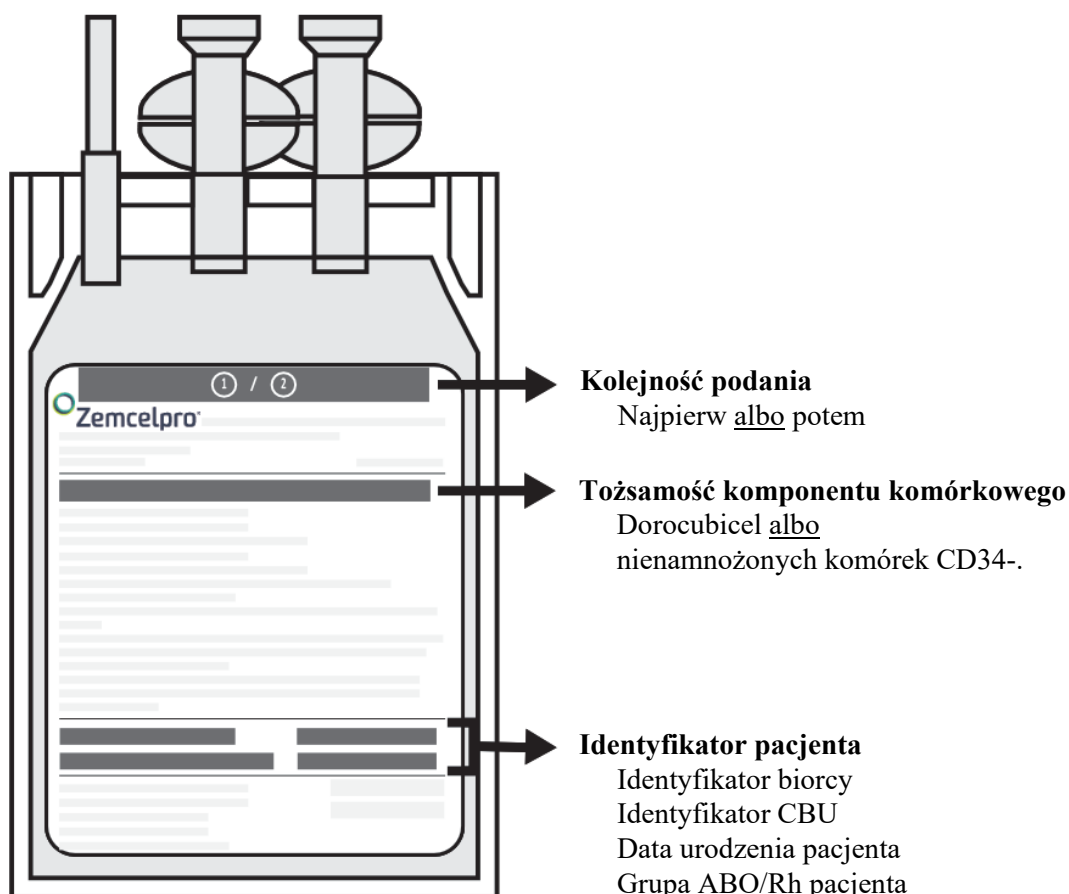 ① / ②
Zemcelpro
Kolejność podania
Najpierw albo potem
Tożsamość komponentu komórkowego
Dorocubicel albo
nienamnożonych komórek CD34-.
Identyfikator pacjenta
Identyfikator biorcy
Identyfikator CBU
Data urodzenia pacjenta
Grupa ABO/Rh pacjenta